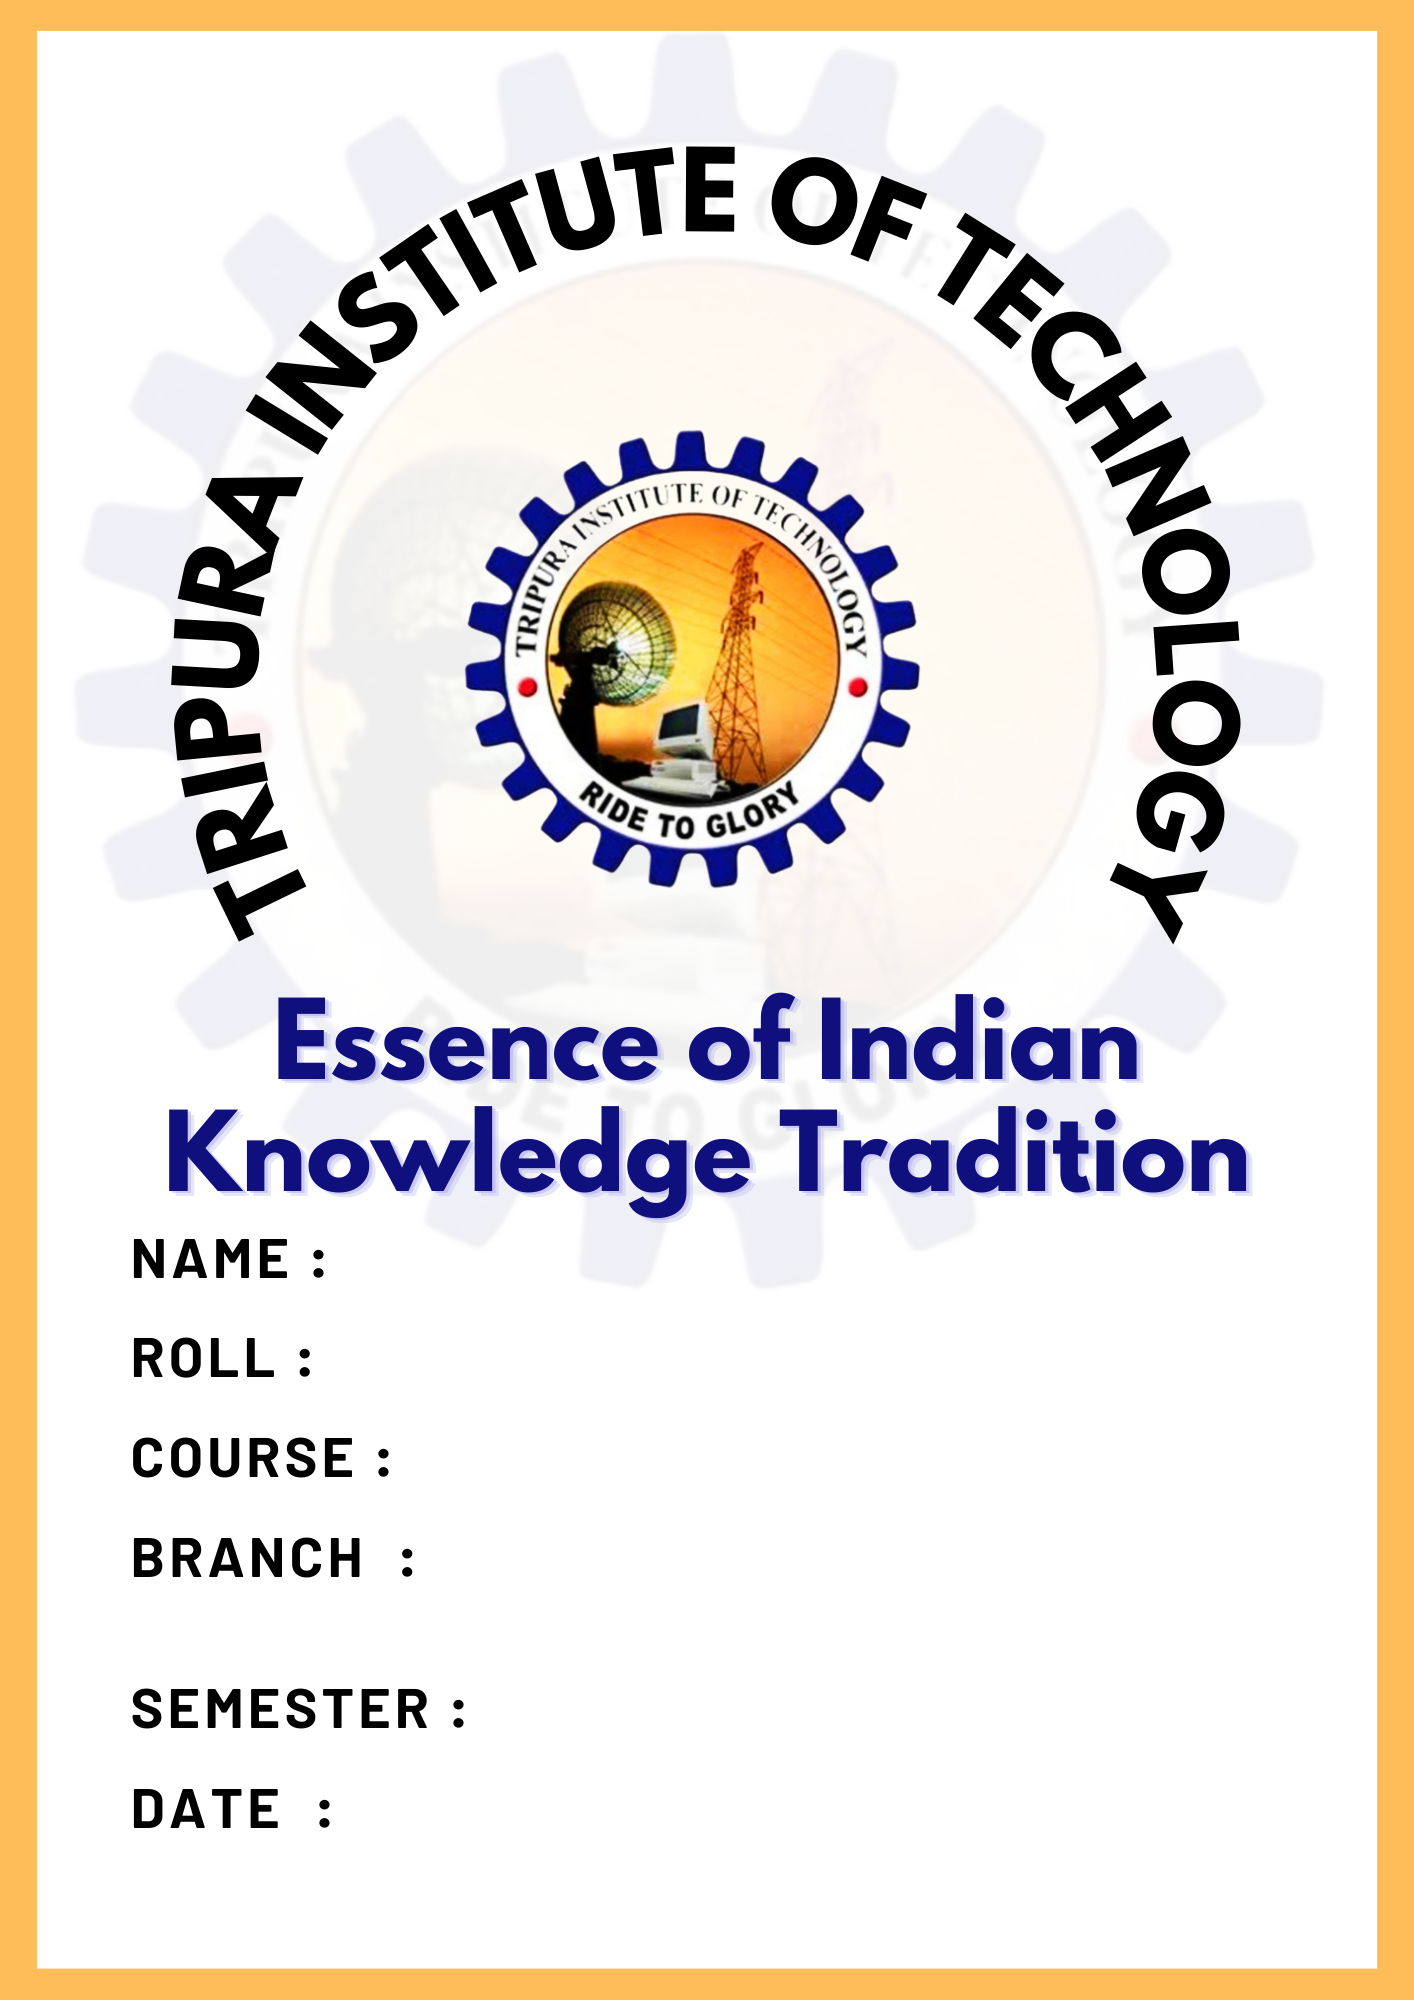 TRIPURA INSTITUTE OF TECHNOLOGY
TRIPURA INSTITUTE OF TECHNOLOGY
RIDE TO GLORY
Essence of Indian
Knowledge Tradition
NAME :
ROLL :
COURSE :
BRANCH :
SEMESTER :
DATE :